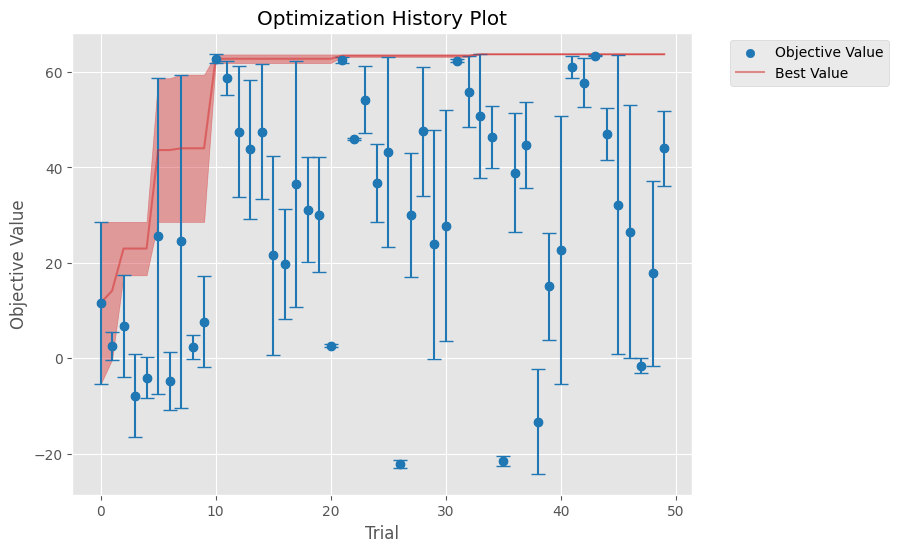 Optimization History Plot
Objective Value
Best Value
Objective Value
60
40
20
0
−20
0 10 20 30 40 50
Trial